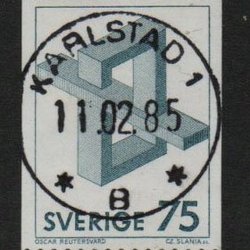 KARLSTAD 1
11.02.85
* B *
SVERIGE 75
OSCAR REUTERSVÄRD CZ. SLANIA sc.